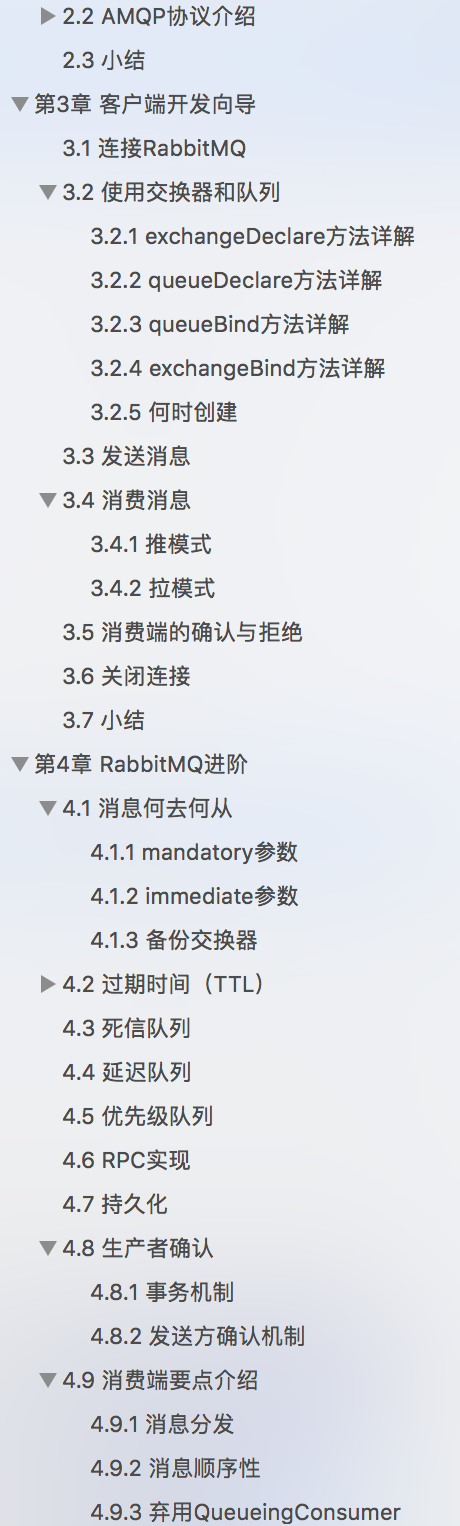 2.2 AMQP协议介绍
2.3 小结
第3章 客户端开发向导
3.1 连接RabbitMQ
3.2 使用交换器和队列
3.2.1 exchangeDeclare方法详解
3.2.2 queueDeclare方法详解
3.2.3 queueBind方法详解
3.2.4 exchangeBind方法详解
3.2.5 何时创建
3.3 发送消息
3.4 消费消息
3.4.1 推模式
3.4.2 拉模式
3.5 消费端的确认与拒绝
3.6 关闭连接
3.7 小结
第4章 RabbitMQ进阶
4.1 消息何去何从
4.1.1 mandatory参数
4.1.2 immediate参数
4.1.3 备份交换器
4.2 过期时间（TTL）
4.3 死信队列
4.4 延迟队列
4.5 优先级队列
4.6 RPC实现
4.7 持久化
4.8 生产者确认
4.8.1 事务机制
4.8.2 发送方确认机制
4.9 消费端要点介绍
4.9.1 消息分发
4.9.2 消息顺序性
4.9.3 弃用QueueingConsumer